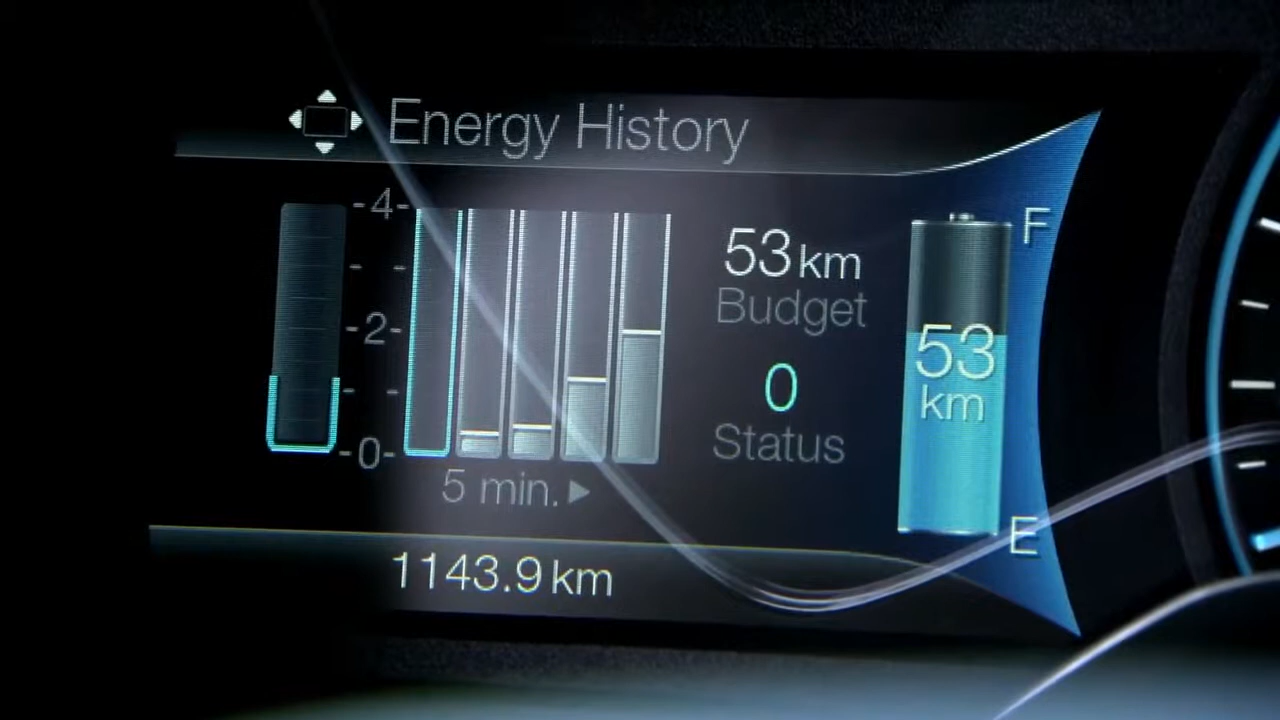 Energy History
-4-
-2-
-0-
5 min.
53 km
Budget
0
Status
F
53
km
E
1143.9 km